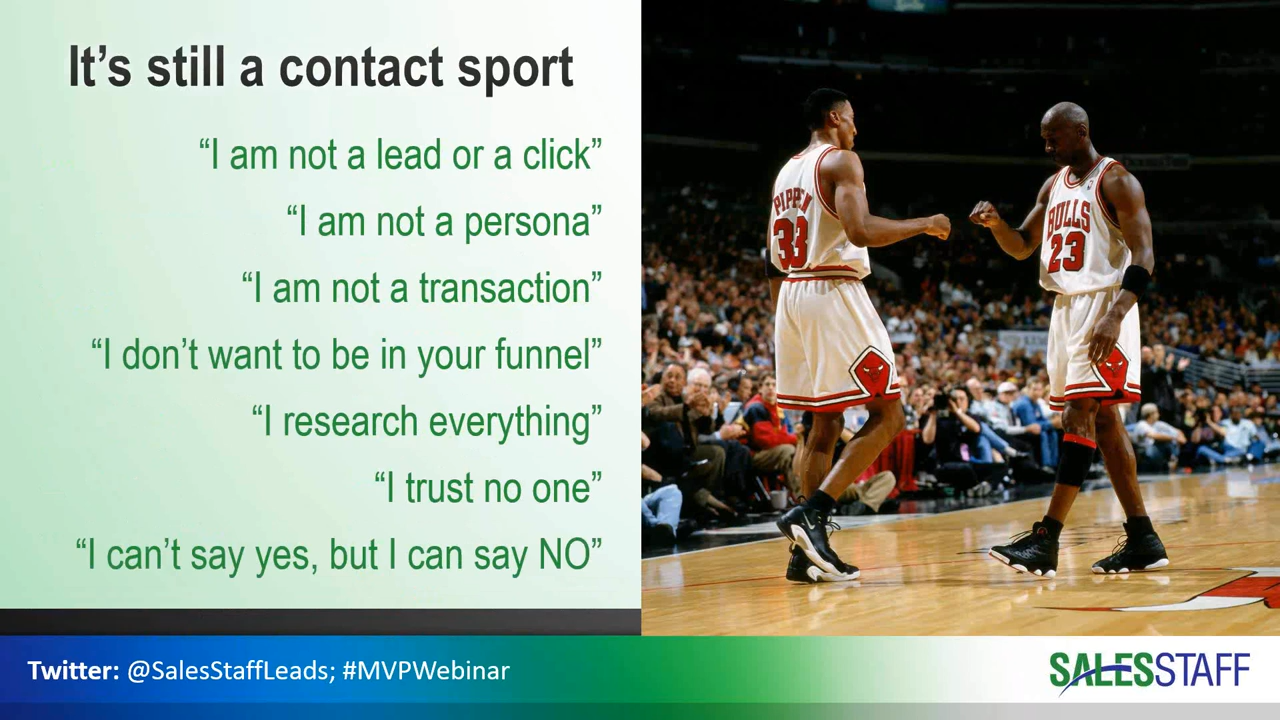 It’s still a contact sport
“I am not a lead or a click”
“I am not a persona”
“I am not a transaction”
“I don’t want to be in your funnel”
“I research everything”
“I trust no one”
“I can’t say yes, but I can say NO”
PIPPEN
33
BULLS
23
Twitter: @SalesStaffLeads; #MVPWebinar
SALESSTAFF